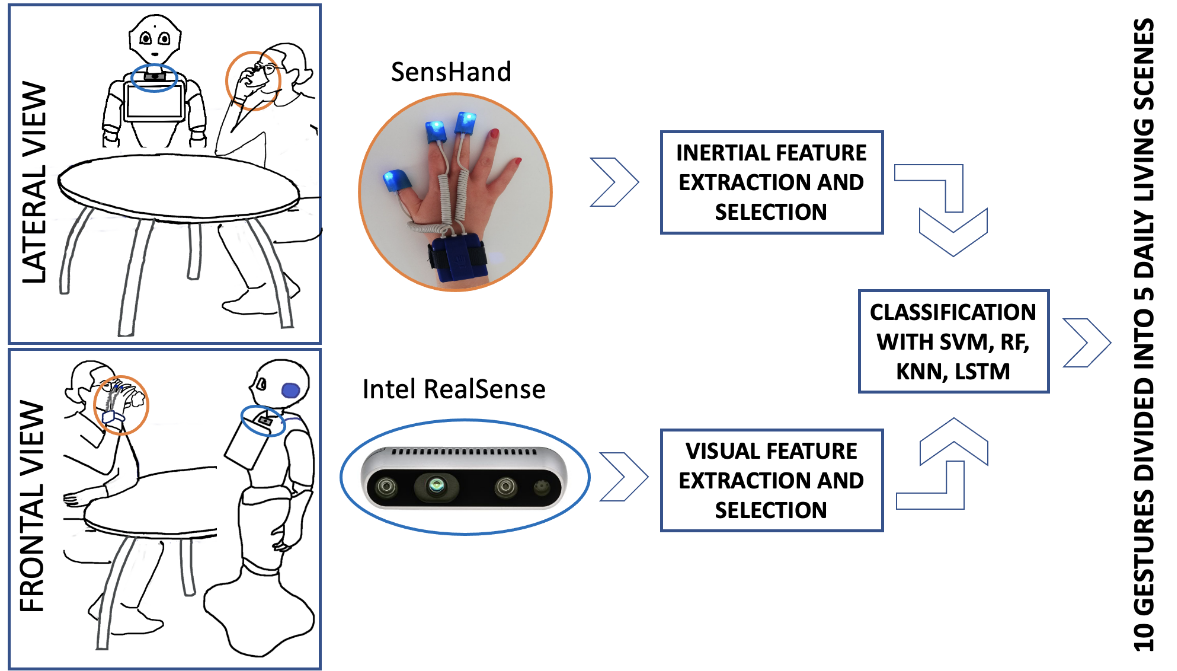 LATERAL VIEW
FRONTAL VIEW
SensHand
Intel RealSense
INERTIAL FEATURE
EXTRACTION AND
SELECTION
VISUAL FEATURE
EXTRACTION AND
SELECTION
CLASSIFICATION
WITH SVM, RF,
KNN, LSTM
10 GESTURES DIVIDED INTO 5 DAILY LIVING SCENES